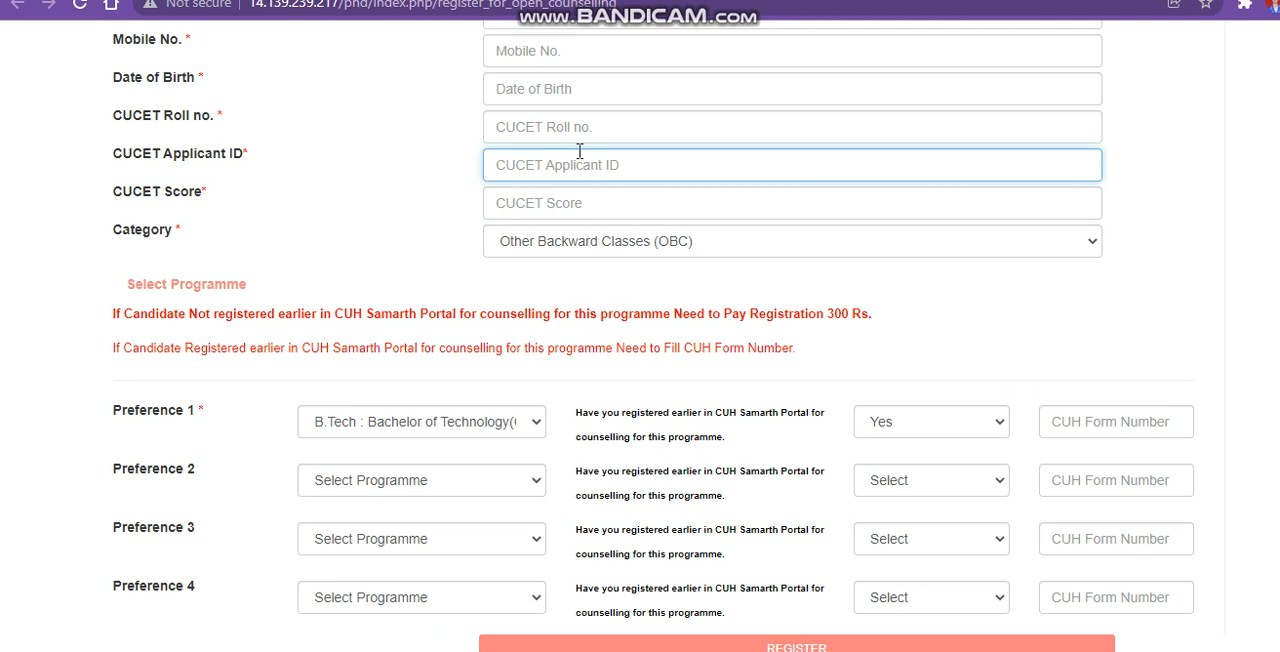 Not secure 14.139.239.217/phd/index.php/register_for_open_counselling
www.BANDICAM.com
Mobile No. *
Mobile No.
Date of Birth *
Date of Birth
CUCET Roll no. *
CUCET Roll no.
CUCET Applicant ID*
CUCET Applicant ID
CUCET Score*
CUCET Score
Category *
Other Backward Classes (OBC)
Select Programme
If Candidate Not registered earlier in CUH Samarth Portal for counselling for this programme Need to Pay Registration 300 Rs.
If Candidate Registered earlier in CUH Samarth Portal for counselling for this programme Need to Fill CUH Form Number.
Preference 1 *
B.Tech : Bachelor of Technology(
Have you registered earlier in CUH Samarth Portal for
counselling for this programme.
Yes
CUH Form Number
Preference 2
Select Programme
Have you registered earlier in CUH Samarth Portal for
counselling for this programme.
Select
CUH Form Number
Preference 3
Select Programme
Have you registered earlier in CUH Samarth Portal for
counselling for this programme.
Select
CUH Form Number
Preference 4
Select Programme
Have you registered earlier in CUH Samarth Portal for
counselling for this programme.
Select
CUH Form Number
REGISTER